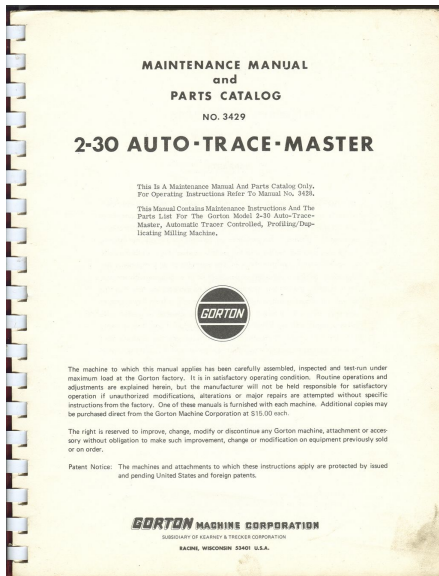 MAINTENANCE MANUAL
and
PARTS CATALOG
NO. 3429
2-30 AUTO-TRACE-MASTER
This Is A Maintenance Manual And Parts Catalog Only.
For Operating Instructions Refer To Manual No. 3428.
This Manual Contains Maintenance Instructions And The
Parts List For The Gorton Model 2-30 Auto-Trace-
Master, Automatic Tracer Controlled, Profiling/Dup-
licating Milling Machine.
GORTON
The machine to which this manual applies has been carefully assembled, inspected and test-run under
maximum load at the Gorton factory. It is in satisfactory operating condition. Routine operations and
adjustments are explained herein, but the manufacturer will not be held responsible for satisfactory
operation if unauthorized modifications, alterations or major repairs are attempted without specific
instructions from the factory. One of these manuals is furnished with each machine. Additional copies may
be purchased direct from the Gorton Machine Corporation at $15.00 each.
The right is reserved to improve, change, modify or discontinue any Gorton machine, attachment or acces-
sory without obligation to make such improvement, change or modification on equipment previously sold
or on order.
Patent Notice: The machines and attachments to which these instructions apply are protected by issued
and pending United States and foreign patents.
GORTON MACHINE CORPORATION
SUBSIDIARY OF KEARNEY & TRECKER CORPORATION
RACINE, WISCONSIN 53401 U.S.A.